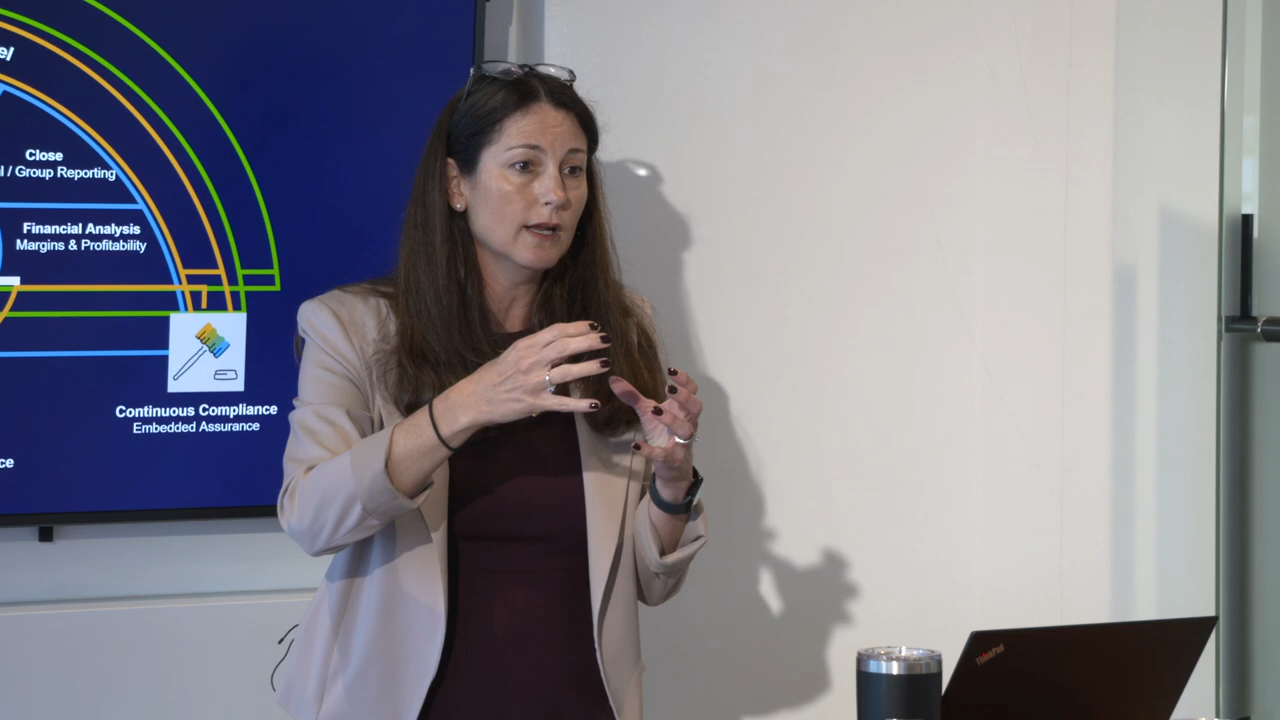 e/
Close
l / Group Reporting
Financial Analysis
Margins & Profitability
Continuous Compliance
Embedded Assurance
ce
ThinkPad